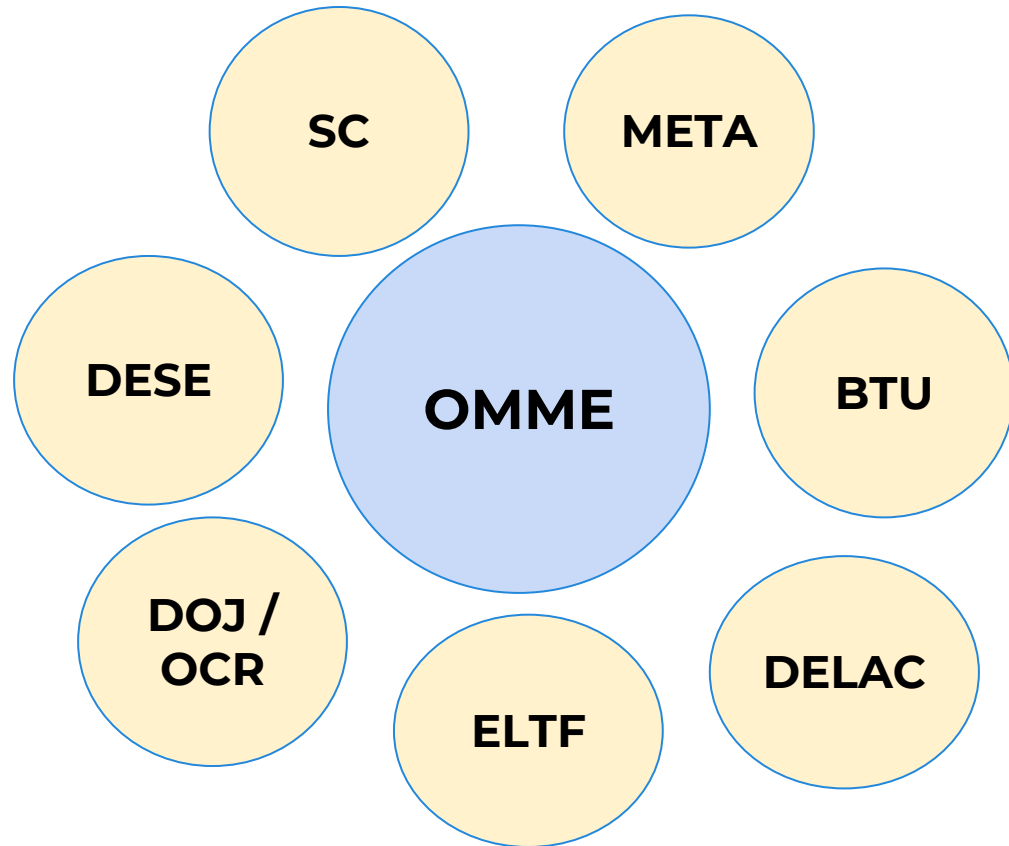 SC
META
DESE
OMME
BTU
DOJ /
OCR
ELTF
DELAC